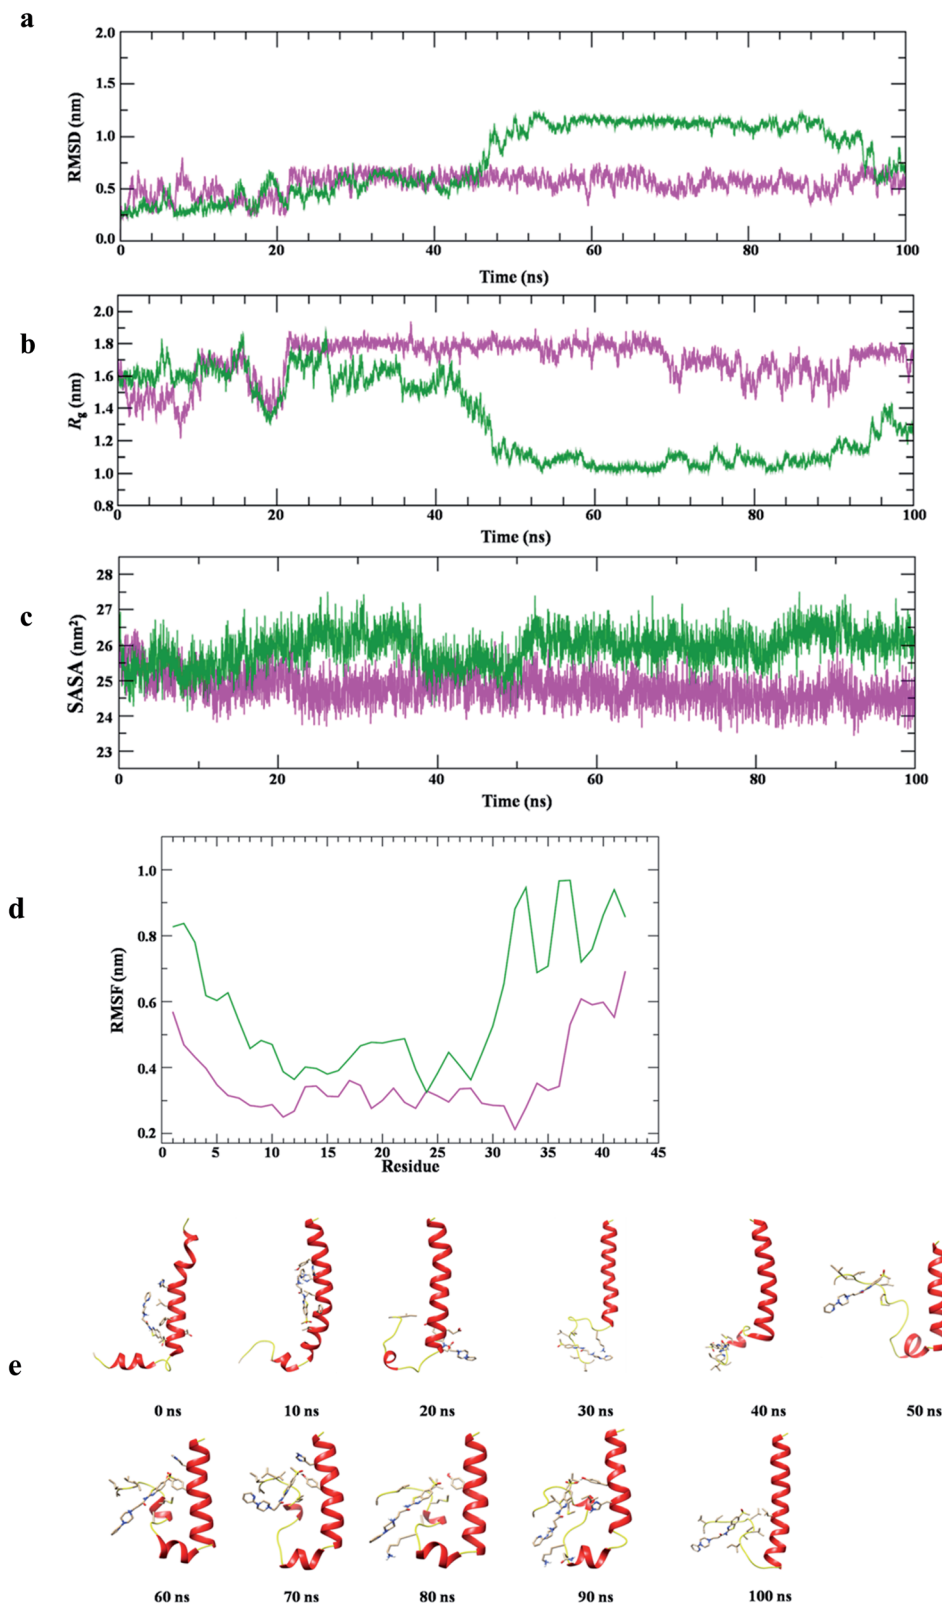 a
2.0
1.5
1.0
0.5
0.0
RMSD (nm)
0 20 40 60 80 100
Time (ns)
b
2.0
1.8
1.6
1.4
1.2
1.0
0.8
Rg (nm)
0 20 40 60 80 100
Time (ns)
c
28
27
26
25
24
23
SASA (nm²)
0 20 40 60 80 100
Time (ns)
d
1.0
0.8
0.6
0.4
0.2
RMSF (nm)
0 5 10 15 20 25 30 35 40 45
Residue
e
0 ns 10 ns 20 ns 30 ns 40 ns 50 ns
60 ns 70 ns 80 ns 90 ns 100 ns